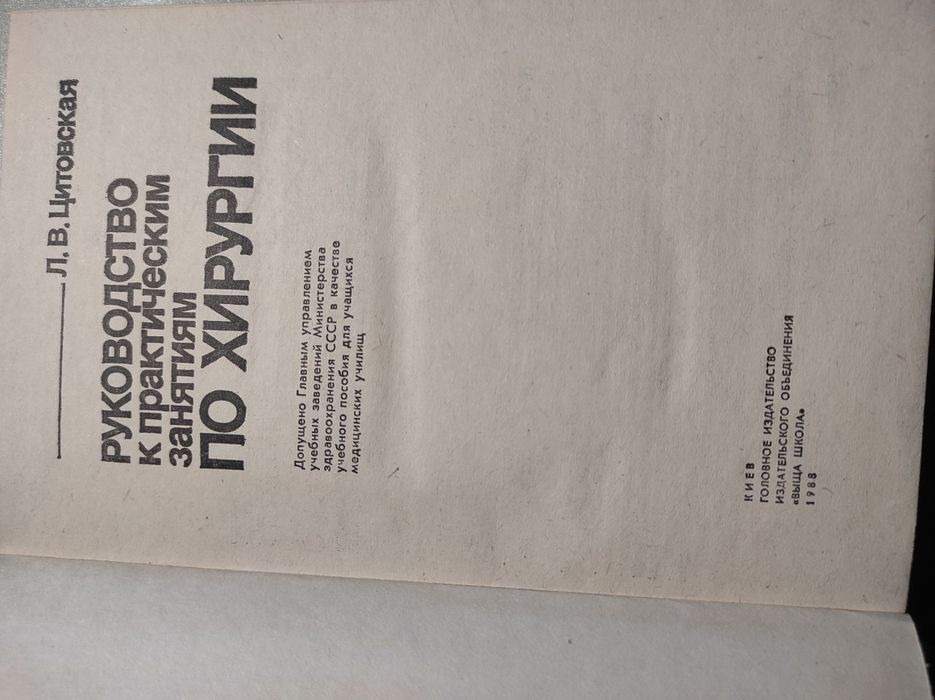 Л. В. Цитовская
РУКОВОДСТВО
К ПРАКТИЧЕСКИМ
ЗАНЯТИЯМ
ПО ХИРУРГИИ
Допущено Главным управлением
учебных заведений Министерства
здравоохранения СССР в качестве
учебного пособия для учащихся
медицинских училищ
КИЕВ
ГОЛОВНОЕ ИЗДАТЕЛЬСТВО
ИЗДАТЕЛЬСКОГО ОБЪЕДИНЕНИЯ
«ВЫЩА ШКОЛА»
1988